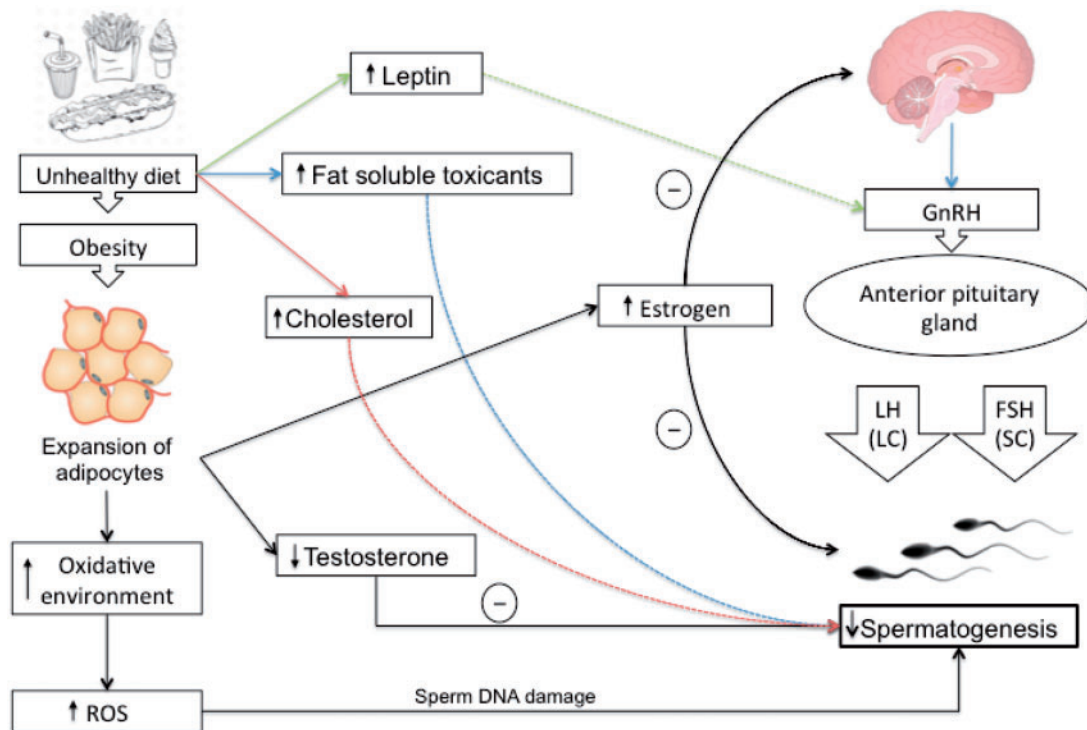 ↑ Leptin
Unhealthy diet
↑ Fat soluble toxicants
−
GnRH
Obesity
↑ Cholesterol
↑ Estrogen
Anterior pituitary
gland
Expansion of
adipocytes
−
LH
(LC)
FSH
(SC)
↑ Oxidative
environment
↓ Testosterone
−
↓ Spermatogenesis
↑ ROS
Sperm DNA damage